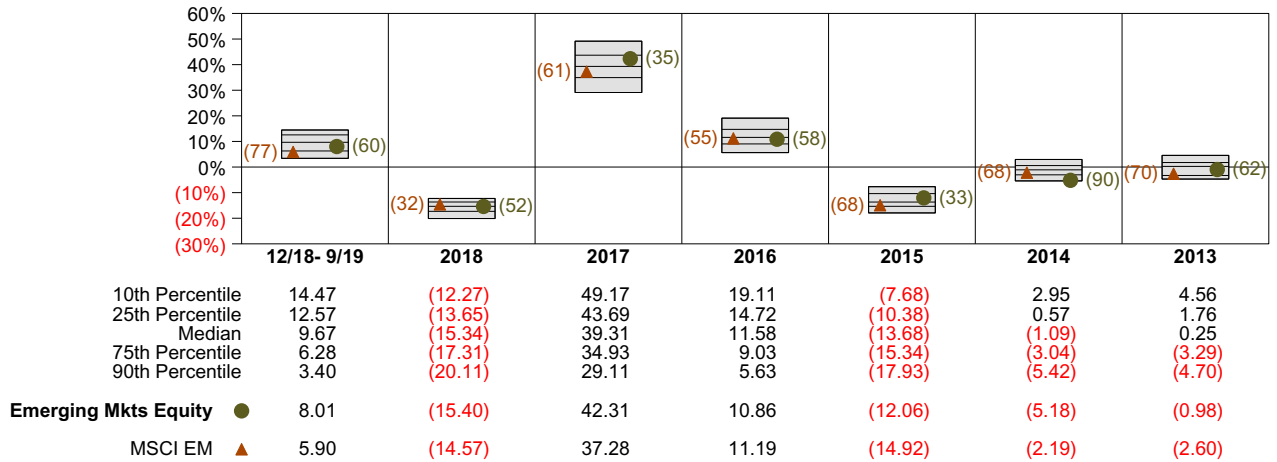 60%
50%
40%
30%
20%
10%
0%
(10%)
(20%)
(30%)
(77) (60)
(32) (52)
(61) (35)
(55) (58)
(68) (33)
(68) (90)
(70) (62)
12/18- 9/19 2018 2017 2016 2015 2014 2013
10th Percentile 14.47 (12.27) 49.17 19.11 (7.68) 2.95 4.56
25th Percentile 12.57 (13.65) 43.69 14.72 (10.38) 0.57 1.76
Median 9.67 (15.34) 39.31 11.58 (13.68) (1.09) 0.25
75th Percentile 6.28 (17.31) 34.93 9.03 (15.34) (3.04) (3.29)
90th Percentile 3.40 (20.11) 29.11 5.63 (17.93) (5.42) (4.70)
Emerging Mkts Equity 8.01 (15.40) 42.31 10.86 (12.06) (5.18) (0.98)
MSCI EM 5.90 (14.57) 37.28 11.19 (14.92) (2.19) (2.60)